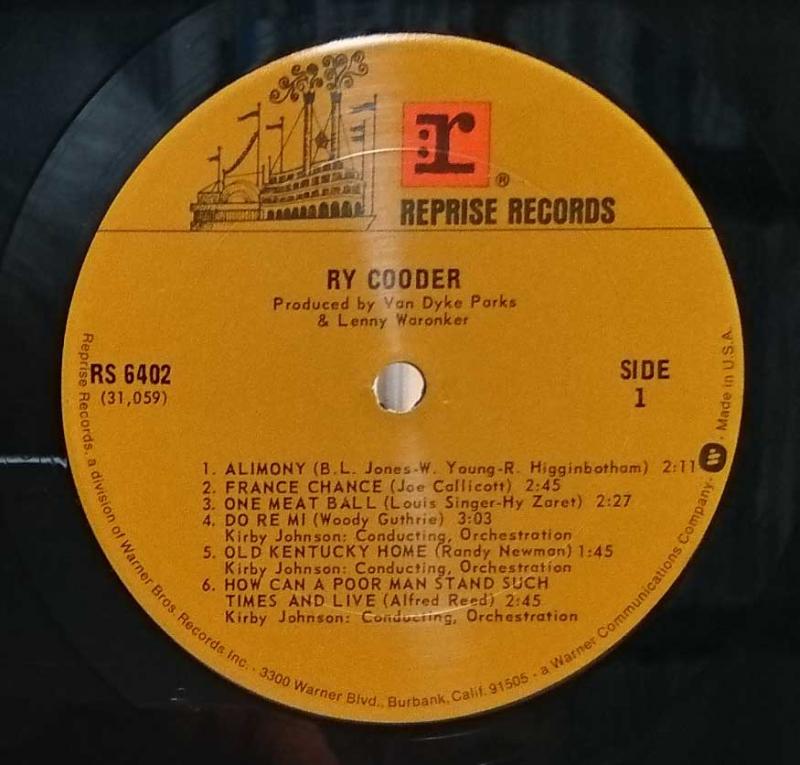 :r
®
REPRISE RECORDS
RY COODER
Produced by Van Dyke Parks
& Lenny Waronker
RS 6402
(31,059)
SIDE
1
1. ALIMONY (B.L. Jones-W. Young-R. Higginbotham) 2:11
2. FRANCE CHANCE (Joe Callicott) 2:45
3. ONE MEAT BALL (Louis Singer-Hy Zaret) 2:27
4. DO RE MI (Woody Guthrie) 3:03
Kirby Johnson: Conducting, Orchestration
5. OLD KENTUCKY HOME (Randy Newman) 1:45
Kirby Johnson: Conducting, Orchestration
6. HOW CAN A POOR MAN STAND SUCH
TIMES AND LIVE (Alfred Reed) 2:45
Kirby Johnson: Conducting, Orchestration
Reprise Records, a division of Warner Bros. Records Inc. · 3300 Warner Blvd., Burbank, Calif. 91505 - a Warner Communications Company. W · Made in U.S.A.